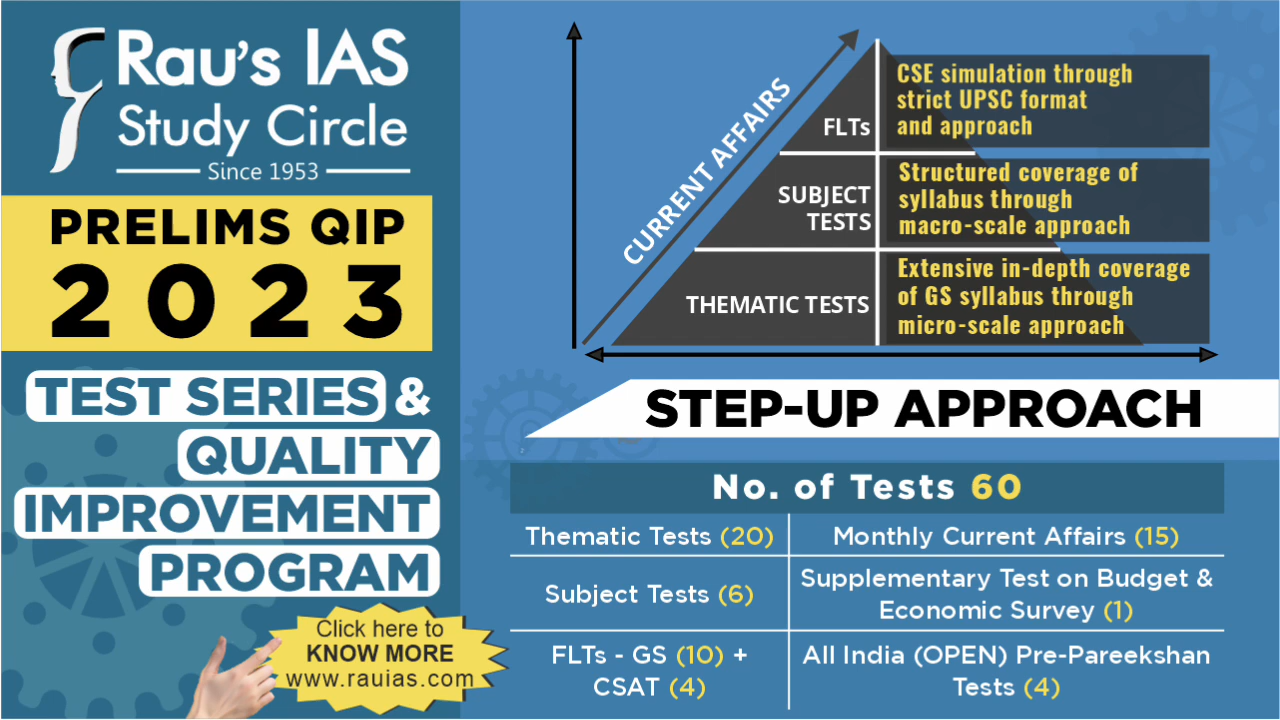 Rau's IAS
Study Circle
Since 1953
PRELIMS QIP
2023
TEST SERIES &
QUALITY
IMPROVEMENT
PROGRAM
Click here to
KNOW MORE
www.rauias.com
CURRENT AFFAIRS
FLTs
CSE simulation through
strict UPSC format
and approach
SUBJECT
TESTS
Structured coverage of
syllabus through
macro-scale approach
THEMATIC TESTS
Extensive in-depth coverage
of GS syllabus through
micro-scale approach
STEP-UP APPROACH
No. of Tests 60
Thematic Tests (20)
Monthly Current Affairs (15)
Subject Tests (6)
Supplementary Test on Budget &
Economic Survey (1)
FLTs - GS (10) +
CSAT (4)
All India (OPEN) Pre-Pareekshan
Tests (4)